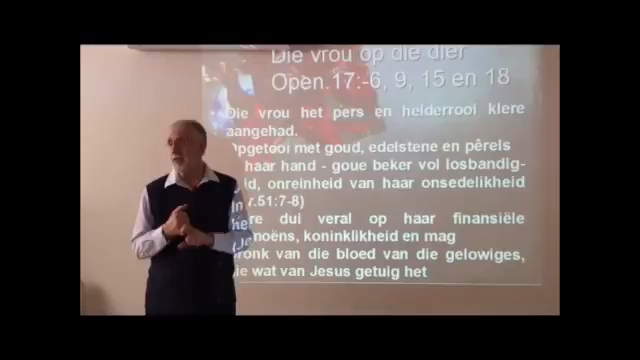 Die vrou op die dier
Open.17:-6, 9, 15 en 18
Die vrou het pers en helderrooi klere
aangehad.
Opgetooi met goud, edelstene en pêrels
haar hand - goue beker vol losbandig-
onreinheid van haar onsedelikheid
51:7-8)
dui veral op haar finansiële
koninklikheid en mag
van die bloed van die gelowiges,
wat van Jesus getuig het